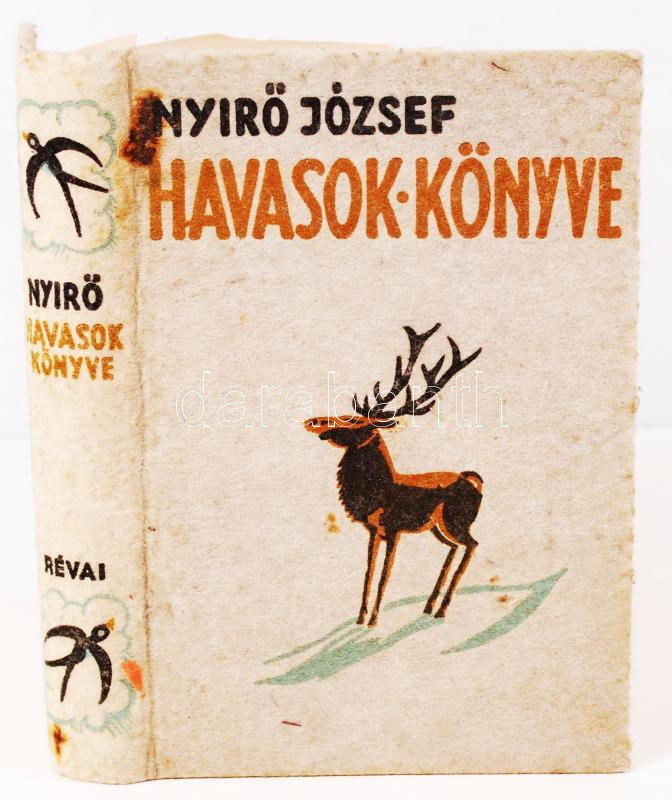 NYIRŐ JÓZSEF
HAVASOK·KÖNYVE
NYIRŐ
HAVASOK
KÖNYVE
RÉVAI
darabanth